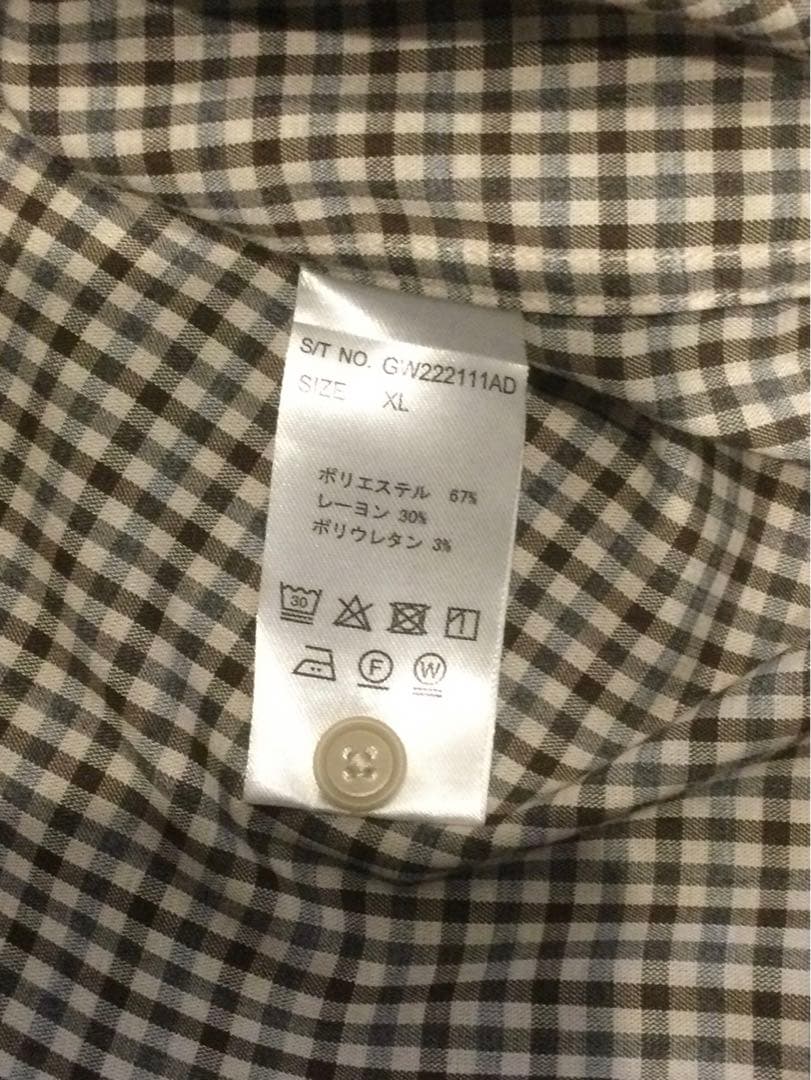 S/T NO. GW222111AD
SIZE XL
ポリエステル 67%
レーヨン 30%
ポリウレタン 3%
30
F W